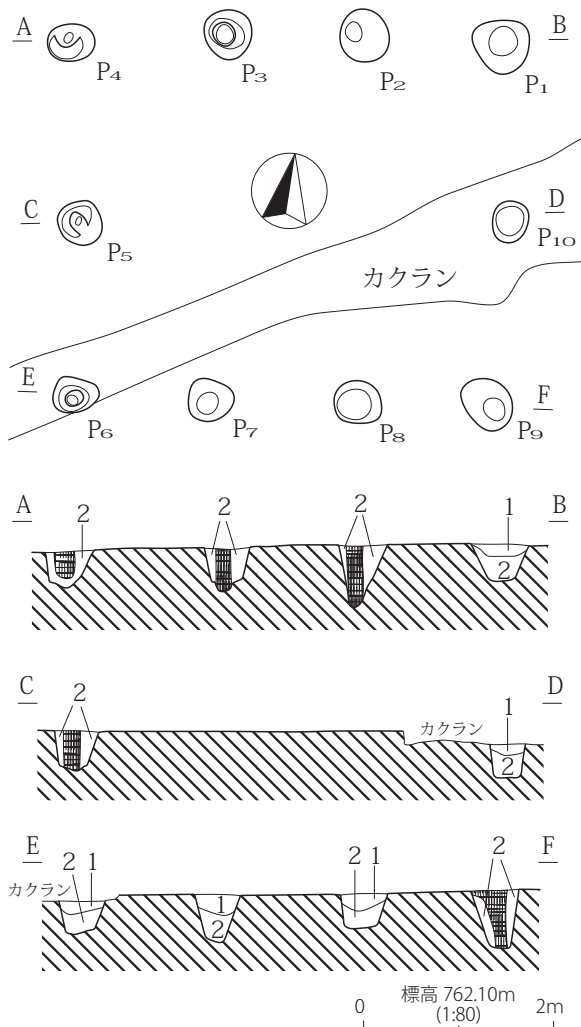 A B
P4 P3 P2 P1
C D
P5 P10
カクラン
E F
P6 P7 P8 P9
A 2 2 2 1 B
2
C 2 カクラン 1 D
2
E 2 1 2 1 2 F
カクラン 1
2
標高 762.10m
0 (1:80) 2m